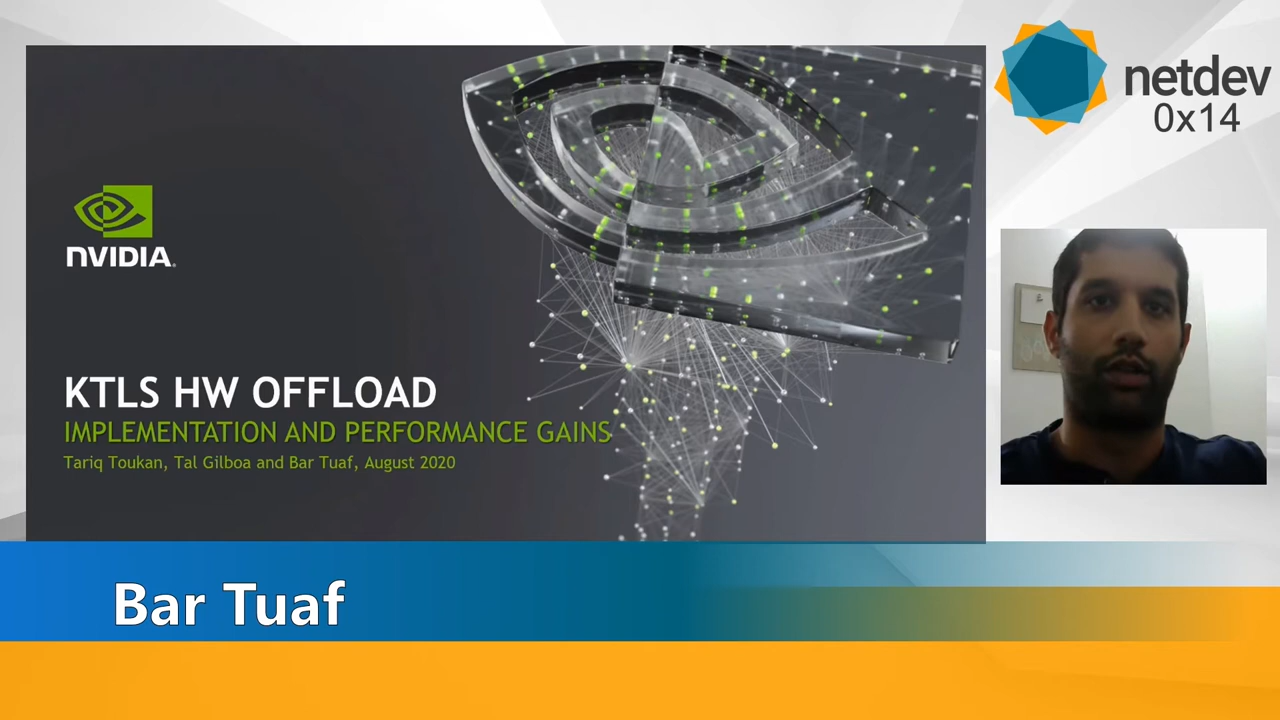 netdev
0x14
NVIDIA.
KTLS HW OFFLOAD
IMPLEMENTATION AND PERFORMANCE GAINS
Tariq Toukan, Tal Gilboa and Bar Tuaf, August 2020
Bar Tuaf